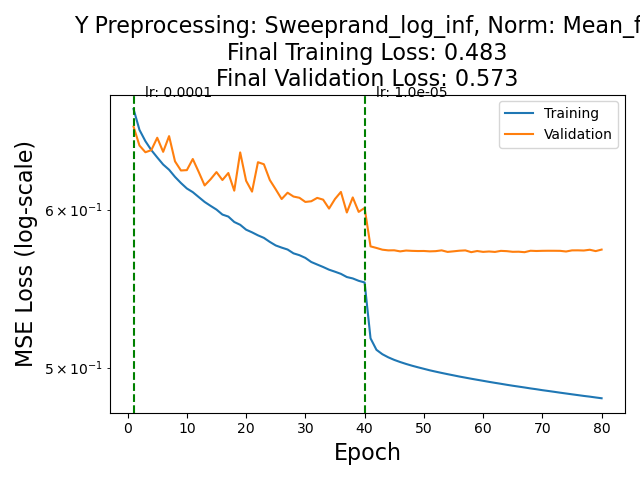 Y Preprocessing: Sweeprand_log_inf, Norm: Mean_f
Final Training Loss: 0.483
Final Validation Loss: 0.573
lr: 0.0001
lr: 1.0e-05
Training
Validation
6 × 10⁻¹
5 × 10⁻¹
MSE Loss (log-scale)
0 10 20 30 40 50 60 70 80
Epoch